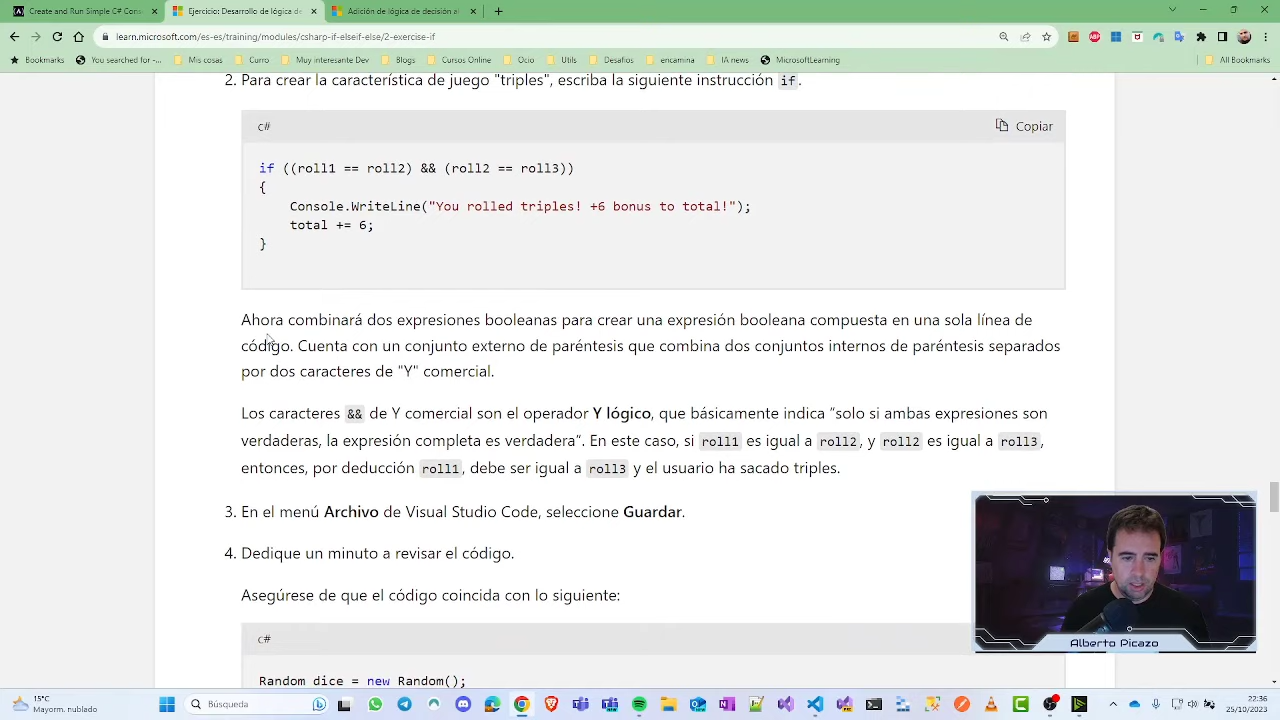 Create and Run Simple C# Cons
Ejercicio: Desarrollo de lógica de
Adición de lógica de decisión al
learn.microsoft.com/es-es/training/modules/csharp-if-elseif-else/2-exercise-if
Bookmarks
You searched for -...
Mis cosas
Curro
Muy interesante Dev
Blogs
Cursos Online
Ocio
Utils
Desafios
encamina
IA news
MicrosoftLearning
All Bookmarks
2. Para crear la característica de juego "triples", escriba la siguiente instrucción if.
c#
Copiar
if ((roll1 == roll2) && (roll2 == roll3))
{
Console.WriteLine("You rolled triples! +6 bonus to total!");
total += 6;
}
Ahora combinará dos expresiones booleanas para crear una expresión booleana compuesta en una sola línea de
código. Cuenta con un conjunto externo de paréntesis que combina dos conjuntos internos de paréntesis separados
por dos caracteres de "Y" comercial.
Los caracteres && de Y comercial son el operador Y lógico, que básicamente indica “solo si ambas expresiones son
verdaderas, la expresión completa es verdadera”. En este caso, si roll1 es igual a roll2, y roll2 es igual a roll3,
entonces, por deducción roll1, debe ser igual a roll3 y el usuario ha sacado triples.
3. En el menú Archivo de Visual Studio Code, seleccione Guardar.
4. Dedique un minuto a revisar el código.
Asegúrese de que el código coincida con lo siguiente:
c#
Random dice = new Random();
Alberto Picazo
15°C
Mayorm. nublado
Búsqueda
22:36
25/10/2023